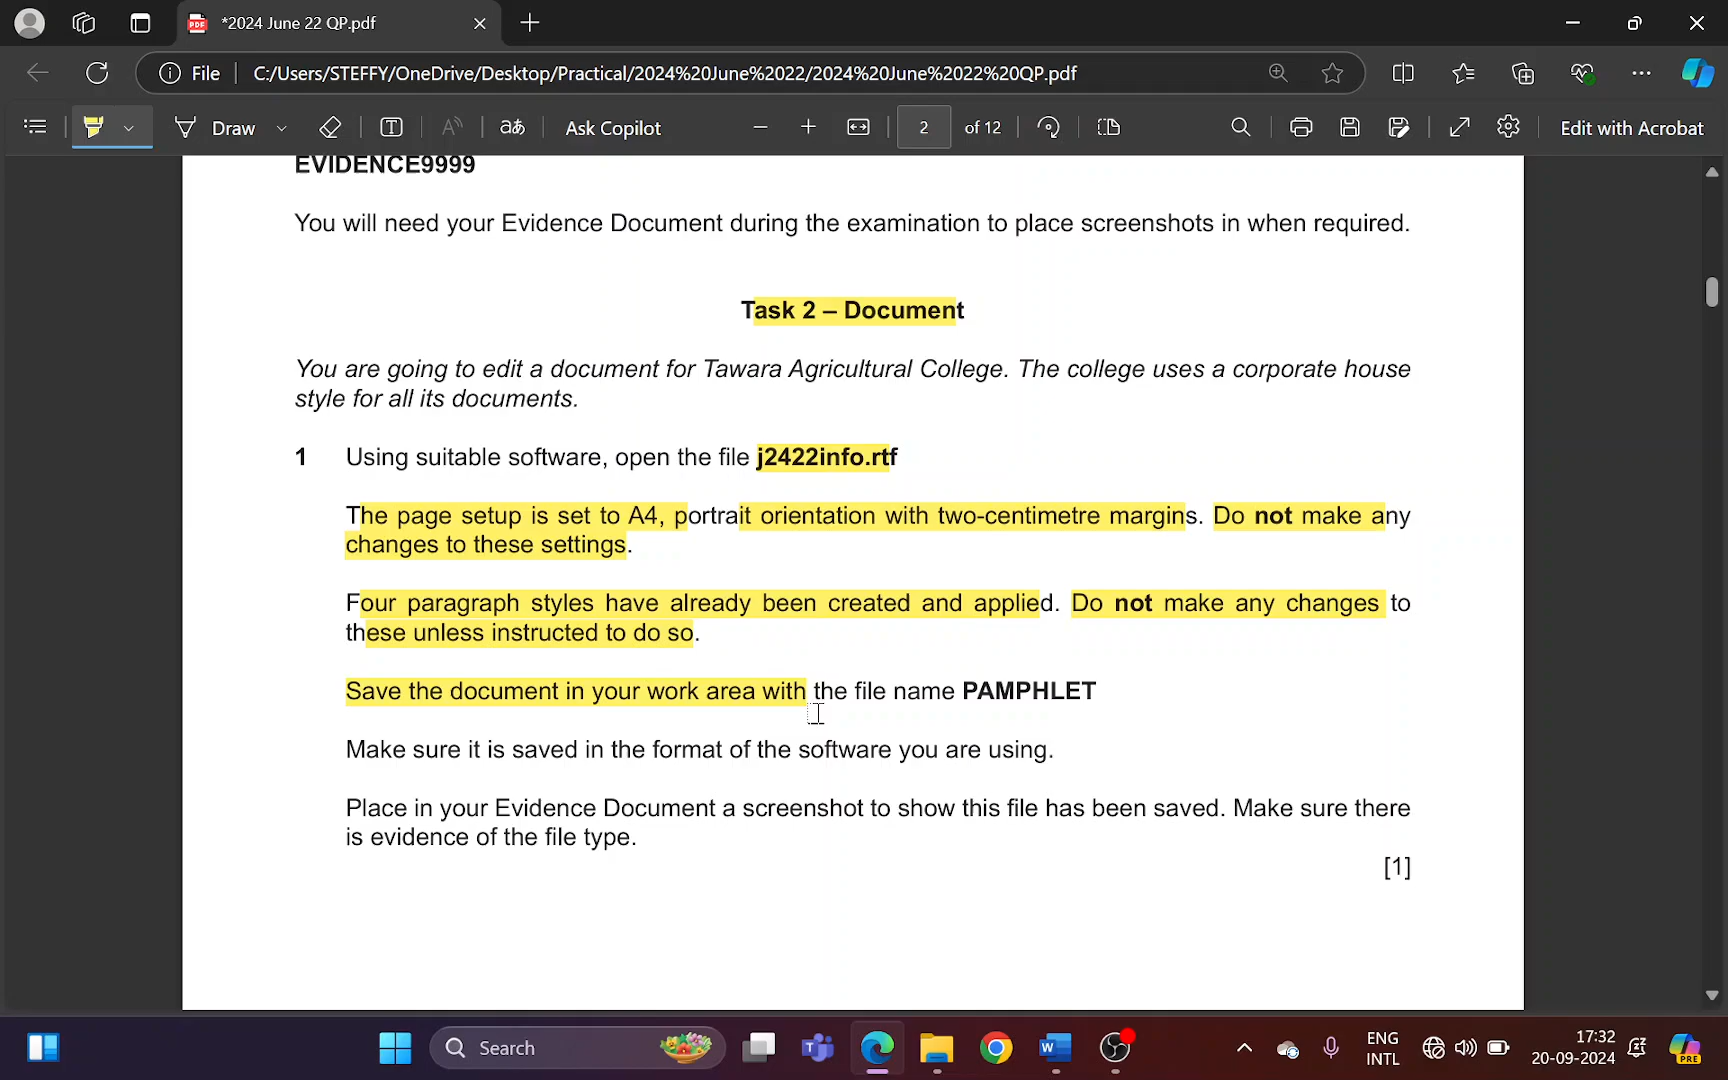 *2024 June 22 QP.pdf
File
C:/Users/STEFFY/OneDrive/Desktop/Practical/2024%20June%2022/2024%20June%2022%20QP.pdf
Draw
aあ
Ask Copilot
2 of 12
Edit with Acrobat
EVIDENCE9999
You will need your Evidence Document during the examination to place screenshots in when required.
Task 2 – Document
You are going to edit a document for Tawara Agricultural College. The college uses a corporate house
style for all its documents.
1 Using suitable software, open the file j2422info.rtf
The page setup is set to A4, portrait orientation with two-centimetre margins. Do not make any
changes to these settings.
Four paragraph styles have already been created and applied. Do not make any changes to
these unless instructed to do so.
Save the document in your work area with the file name PAMPHLET
Make sure it is saved in the format of the software you are using.
Place in your Evidence Document a screenshot to show this file has been saved. Make sure there
is evidence of the file type.
[1]
Search
ENG
INTL
17:32
20-09-2024
PRE